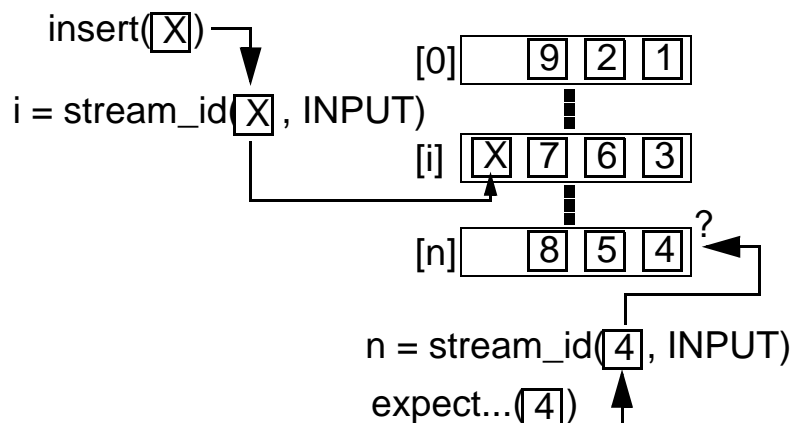 insert( X )
[0] 9 2 1
i = stream_id( X , INPUT)
[i] X 7 6 3
?
[n] 8 5 4
n = stream_id( 4 , INPUT)
expect...( 4 )